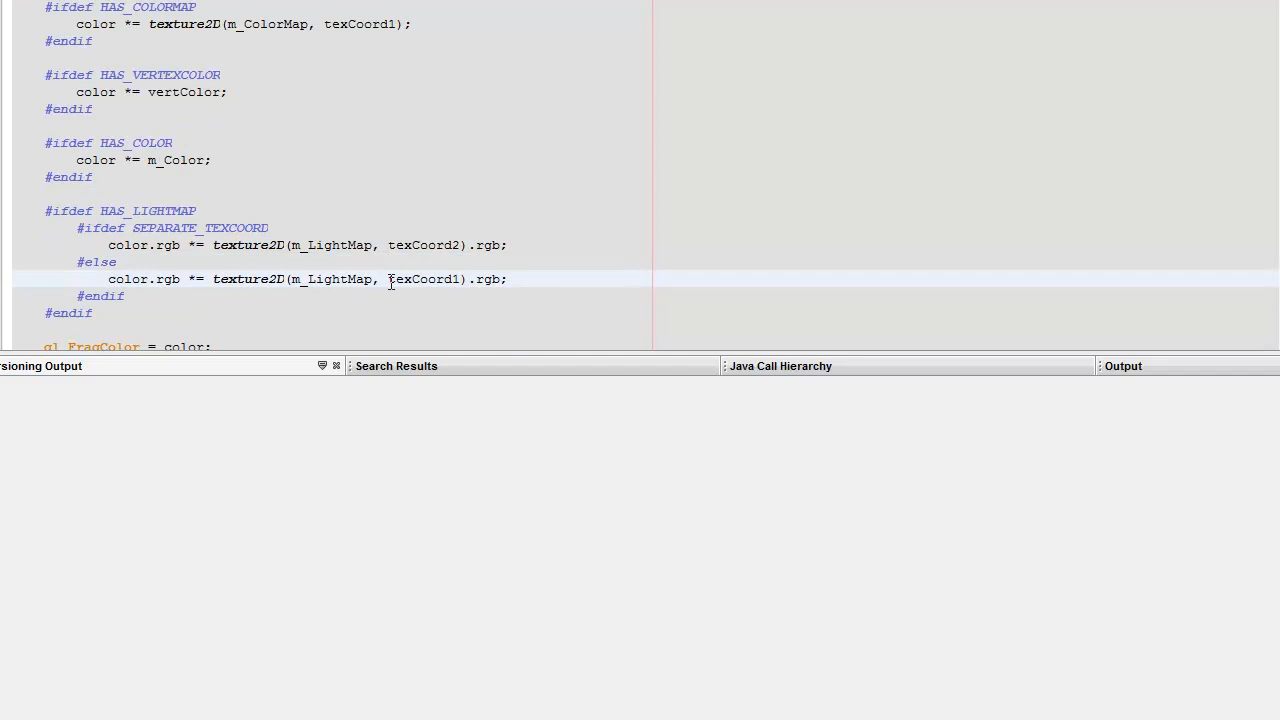 #ifdef HAS_COLORMAP
color *= texture2D(m_ColorMap, texCoord1);
#endif
#ifdef HAS_VERTEXCOLOR
color *= vertColor;
#endif
#ifdef HAS_COLOR
color *= m_Color;
#endif
#ifdef HAS_LIGHTMAP
#ifdef SEPARATE_TEXCOORD
color.rgb *= texture2D(m_LightMap, texCoord2).rgb;
#else
color.rgb *= texture2D(m_LightMap, texCoord1).rgb;
#endif
#endif
gl_FragColor = color;
rsioning Output
Search Results
Java Call Hierarchy
Output